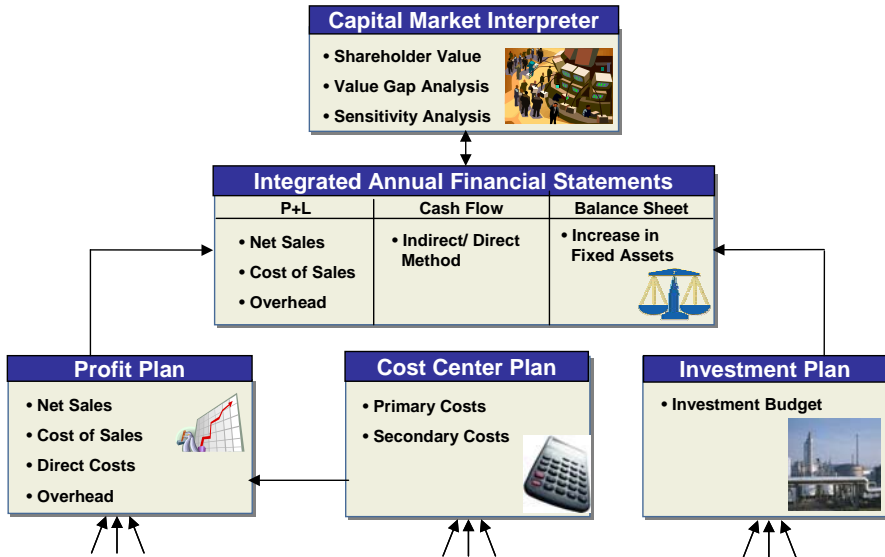 Capital Market Interpreter
• Shareholder Value
• Value Gap Analysis
• Sensitivity Analysis
Integrated Annual Financial Statements
P+L
• Net Sales
• Cost of Sales
• Overhead
Cash Flow
• Indirect/ Direct
Method
Balance Sheet
• Increase in
Fixed Assets
Profit Plan
• Net Sales
• Cost of Sales
• Direct Costs
• Overhead
Cost Center Plan
• Primary Costs
• Secondary Costs
Investment Plan
• Investment Budget